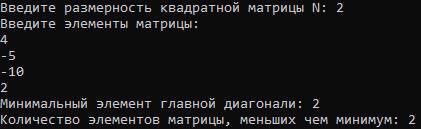 Введите размерность квадратной матрицы N: 2
Введите элементы матрицы:
4
-5
-10
2
Минимальный элемент главной диагонали: 2
Количество элементов матрицы, меньших чем минимум: 2